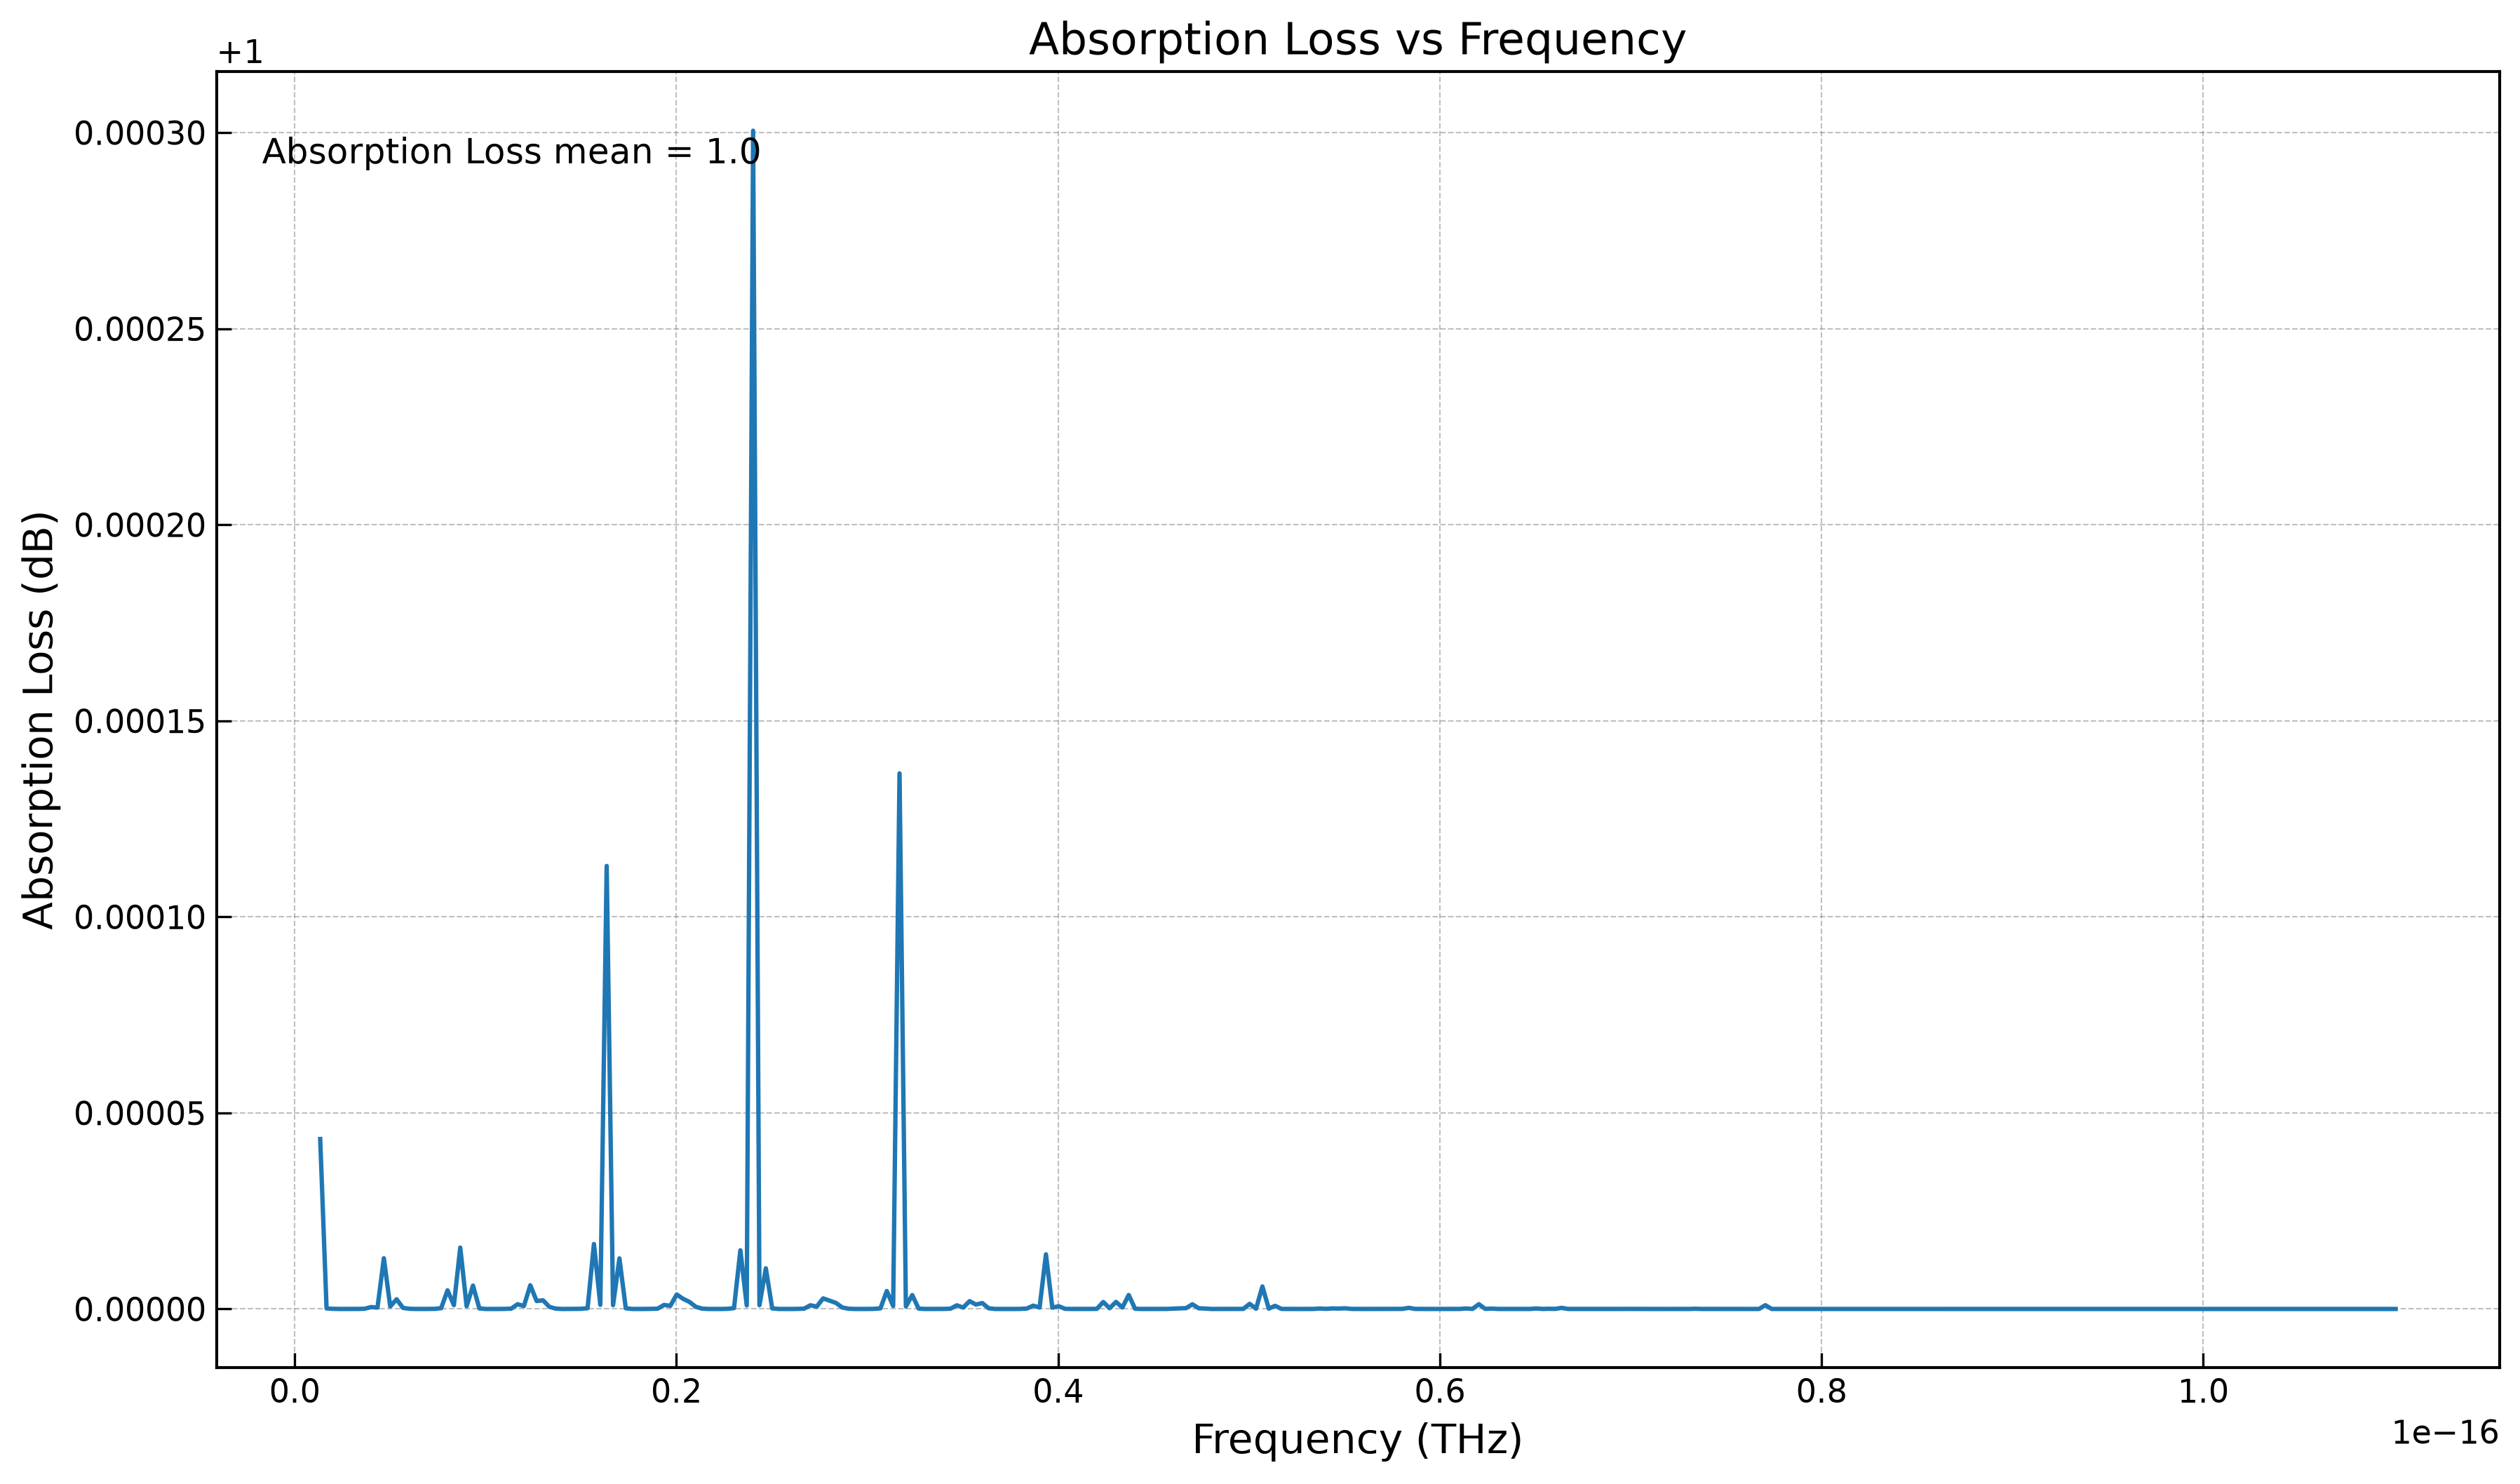 Absorption Loss vs Frequency
+1
Absorption Loss mean = 1.0
0.00030
0.00025
0.00020
0.00015
0.00010
0.00005
0.00000
Absorption Loss (dB)
0.0 0.2 0.4 0.6 0.8 1.0
1e−16
Frequency (THz)